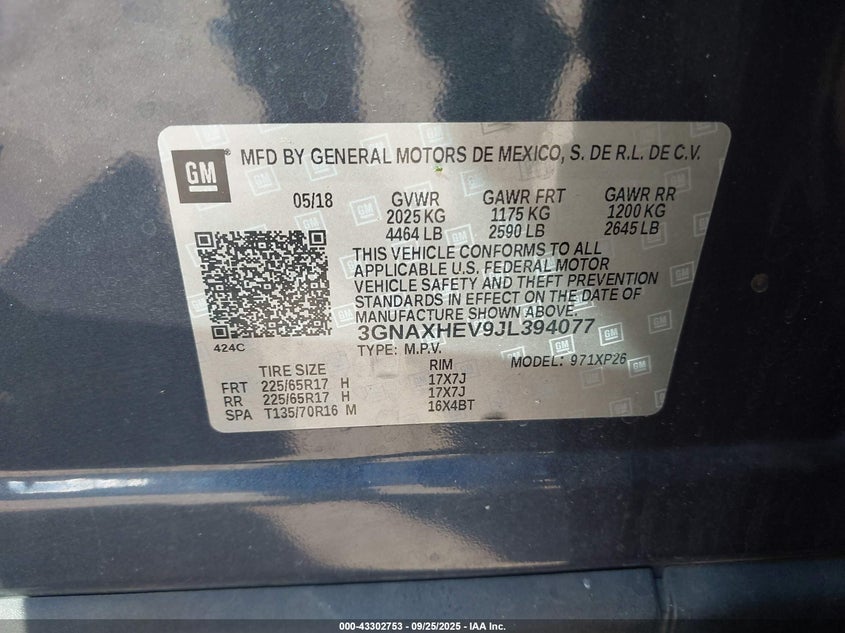 GM ® MFD BY GENERAL MOTORS DE MEXICO, S. DE R.L. DE C.V.
05/18 GVWR GAWR FRT GAWR RR
2025 KG 1175 KG 1200 KG
4464 LB 2590 LB 2645 LB
THIS VEHICLE CONFORMS TO ALL
APPLICABLE U.S. FEDERAL MOTOR
VEHICLE SAFETY AND THEFT PREVENTION
STANDARDS IN EFFECT ON THE DATE OF
MANUFACTURE SHOWN ABOVE.
3GNAXHEV9JL394077
424C
TYPE: M.P.V. MODEL: 971XP26
TIRE SIZE RIM
FRT 225/65R17 H 17X7J
RR 225/65R17 H 17X7J
SPA T135/70R16 M 16X4BT
000-43302753 - 09/25/2025 - IAA Inc.